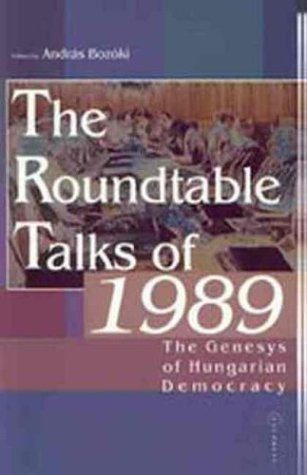 Edited by András Bozóki
The
Roundtable
Talks of
1989
The Genesys
of Hungarian
Democracy